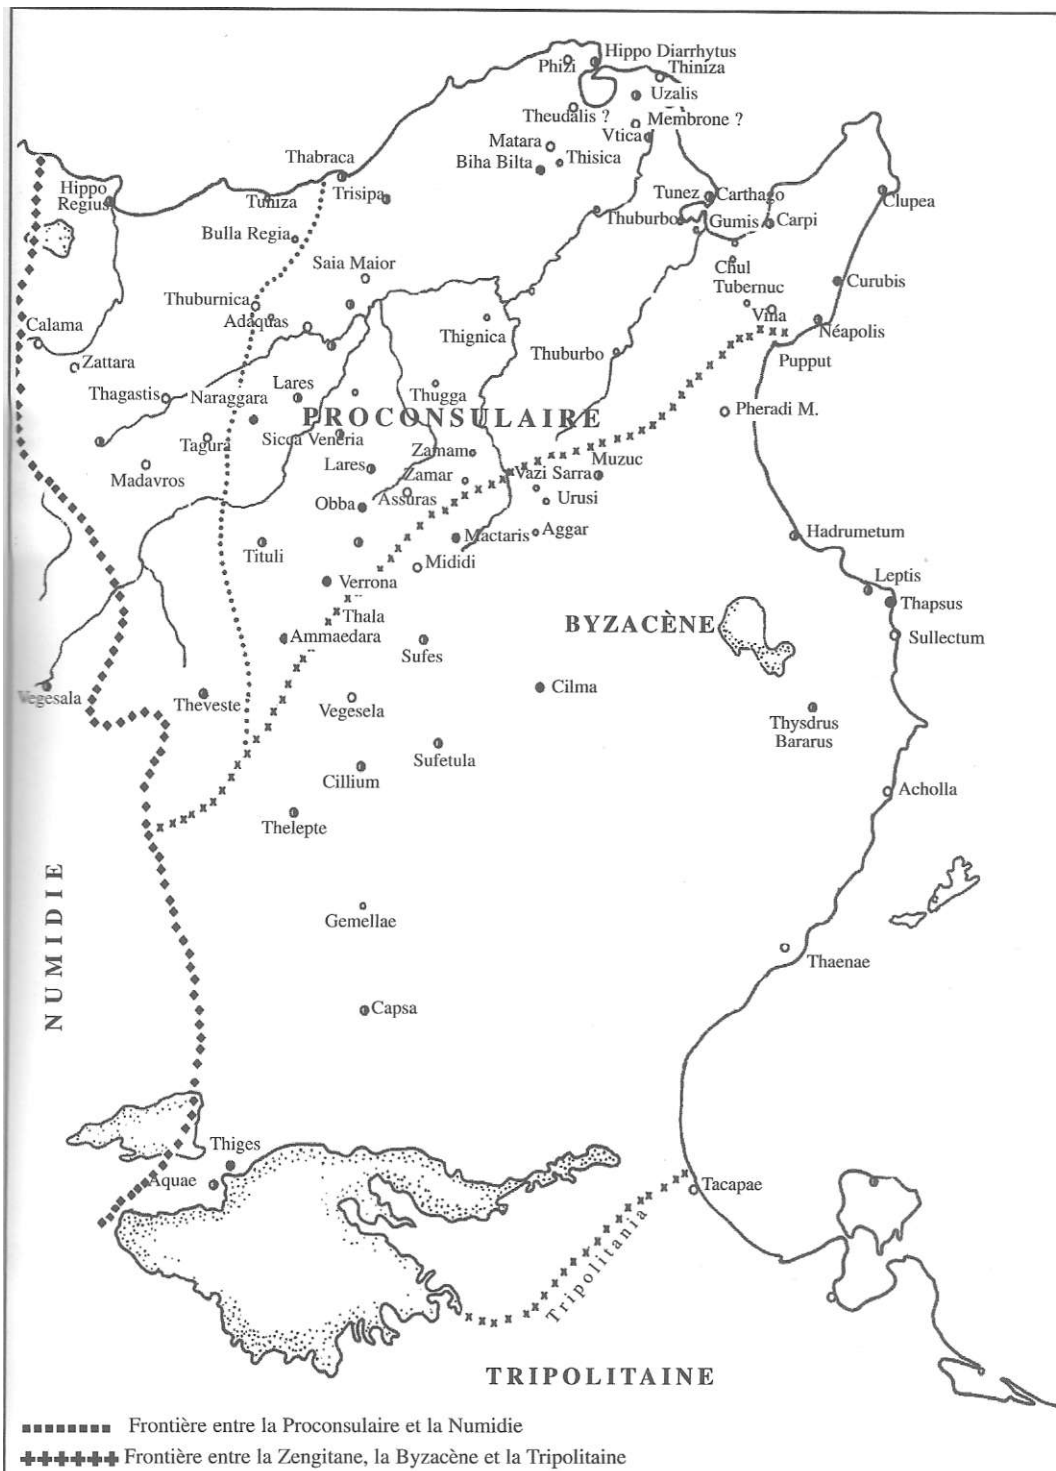 Hippo Diarrhytus
Phizi
Thiniza
Uzalis
Theudalis ?
Membrone ?
Matara
Vtica
Biha Bilta
Thisica
Thabraca
Hippo
Regius
Tuniza
Trisipa
Tunez
Carthago
Clupea
Thuburbo
Gumis
Carpi
Bulla Regia
Chul
Saia Maior
Tubernuc
Curubis
Thuburnica
Vina
Adaquas
Thignica
Néapolis
Calama
Thuburbo
Pupput
Zattara
Thagastis
Naraggara
Lares
Thugga
PROCONSULAIRE
Pheradi M.
Tagura
Sicca Veneria
Zamam
Muzuc
Madavros
Lares
Zamar
Vazi Sarra
Assuras
Urusi
Obba
Mactaris
Aggar
Hadrumetum
Tituli
Mididi
Verrona
Leptis
Thala
Thapsus
Ammaedara
BYZACÈNE
Sufes
Sullectum
Vegesala
Theveste
Vegesela
Cilma
Thysdrus
Bararus
Sufetula
Cillium
Acholla
Thelepte
NUMIDIE
Gemellae
Thaenae
Capsa
Thiges
Aquae
Tacapae
Tripolitania
TRIPOLITAINE
Frontière entre la Proconsulaire et la Numidie
Frontière entre la Zengitane, la Byzacène et la Tripolitaine